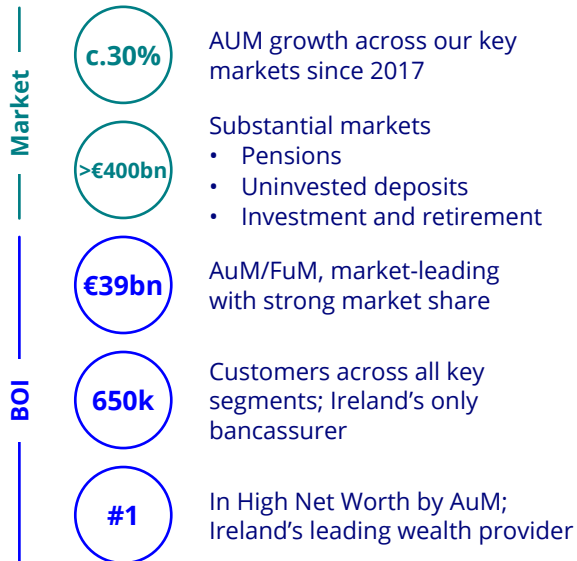 Market
c.30%
AUM growth across our key
markets since 2017
>€400bn
Substantial markets
• Pensions
• Uninvested deposits
• Investment and retirement
BOI
€39bn
AuM/FuM, market-leading
with strong market share
650k
Customers across all key
segments; Ireland's only
bancassurer
#1
In High Net Worth by AuM;
Ireland's leading wealth provider